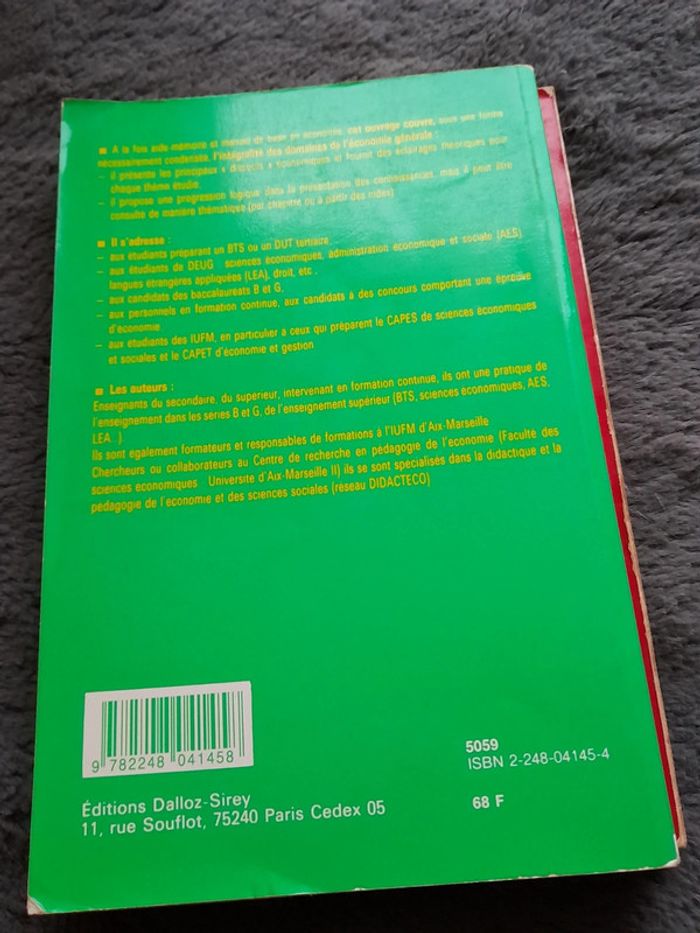 ■ A la fois aide-mémoire et manuel de base en économie, cet ouvrage couvre, sous une forme
nécessairement condensée, l'intégralité des domaines de l'économie générale :
– il présente les principaux « discours » économiques et fournit des éclairages théoriques pour
chaque thème étudié.
– il propose une progression logique dans la présentation des connaissances, mais il peut être
consulté de manière thématique (par chapitre ou à partir des index)
■ Il s'adresse :
– aux étudiants préparant un BTS ou un DUT tertiaire.
– aux étudiants de DEUG : sciences économiques, administration économique et sociale (AES)
langues étrangères appliquées (LEA), droit, etc.
– aux candidats des baccalauréats B et G.
– aux personnels en formation continue, aux candidats à des concours comportant une épreuve
d'économie.
– aux étudiants des IUFM, en particulier à ceux qui préparent le CAPES de sciences économiques
et sociales et le CAPET d'économie et gestion
■ Les auteurs :
Enseignants du secondaire, du supérieur, intervenant en formation continue, ils ont une pratique de
l'enseignement dans les séries B et G, de l'enseignement supérieur (BTS, sciences économiques, AES,
LEA...).
Ils sont également formateurs et responsables de formations à l'IUFM d'Aix-Marseille
Chercheurs ou collaborateurs au Centre de recherche en pédagogie de l'économie (Faculté des
sciences économiques Université d'Aix-Marseille II) ils se sont spécialisés dans la didactique et la
pédagogie de l'économie et des sciences sociales (réseau DIDACTECO)
9 782248 041458
5059
ISBN 2-248-04145-4
Éditions Dalloz-Sirey
11, rue Souflot, 75240 Paris Cedex 05
68 F